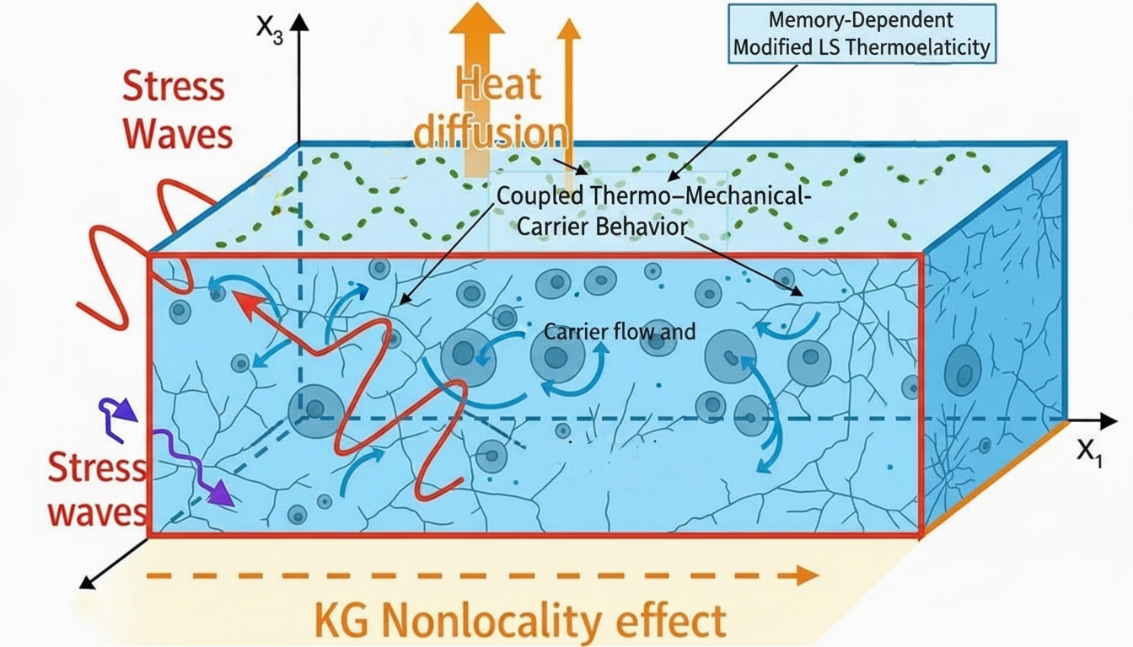 Memory-Dependent
Modified LS Thermoelaticity
X3
Stress
Waves
Heat
diffusion
Coupled Thermo–Mechanical-
Carrier Behavior
Carrier flow and
X1
Stress
waves
KG Nonlocality effect